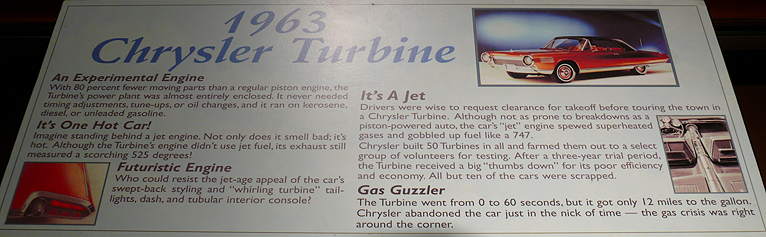 1963
Chrysler Turbine
An Experimental Engine
With 80 percent fewer moving parts than a regular piston engine, the
Turbine's power plant was almost entirely enclosed. It never needed
timing adjustments, tune-ups, or oil changes, and it ran on kerosene,
diesel, or unleaded gasoline.
It's One Hot Car!
Imagine standing behind a jet engine. Not only does it smell bad; it's
hot. Although the Turbine's engine didn't use jet fuel, its exhaust still
measured a scorching 525 degrees!
Futuristic Engine
Who could resist the jet-age appeal of the car's
swept-back styling and "whirling turbine" tail-
lights, dash, and tubular interior console?
It's A Jet
Drivers were wise to request clearance for takeoff before touring the town in
a Chrysler Turbine. Although not as prone to breakdowns as a
piston-powered auto, the car's "jet" engine spewed superheated
gases and gobbled up fuel like a 747.
Chrysler built 50 Turbines in all and farmed them out to a select
group of volunteers for testing. After a three-year trial period,
the Turbine received a big "thumbs down" for its poor efficiency
and economy. All but ten of the cars were scrapped.
Gas Guzzler
The Turbine went from 0 to 60 seconds, but it got only 12 miles to the gallon.
Chrysler abandoned the car just in the nick of time — the gas crisis was right
around the corner.